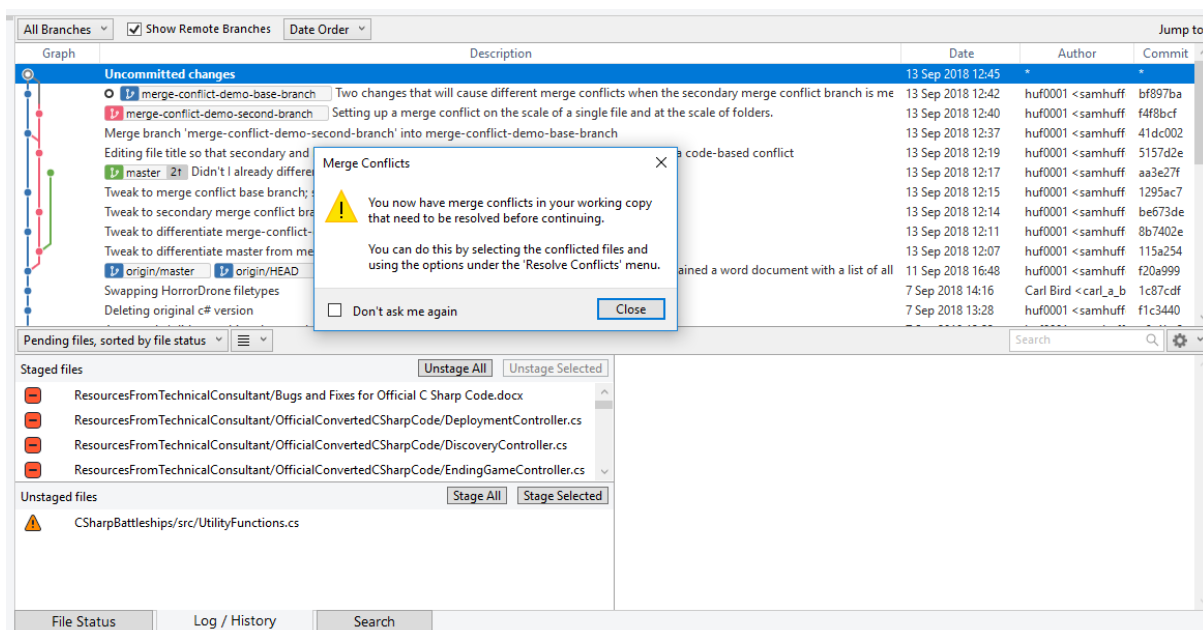 All Branches Show Remote Branches Date Order Jump to
Graph Description Date Author Commit
Uncommitted changes 13 Sep 2018 12:45 * *
merge-conflict-demo-base-branch Two changes that will cause different merge conflicts when the secondary merge conflict branch is me 13 Sep 2018 12:42 huf0001 <samhuff bf897ba
merge-conflict-demo-second-branch Setting up a merge conflict on the scale of a single file and at the scale of folders. 13 Sep 2018 12:40 huf0001 <samhuff f4f8bcf
Merge branch 'merge-conflict-demo-second-branch' into merge-conflict-demo-base-branch 13 Sep 2018 12:37 huf0001 <samhuff 41dc002
Editing file title so that secondary and a code-based conflict 13 Sep 2018 12:19 huf0001 <samhuff 5157d2e
master 2↑ Didn't I already differe 13 Sep 2018 12:17 huf0001 <samhuff aa3e27f
Tweak to merge conflict base branch; 13 Sep 2018 12:15 huf0001 <samhuff 1295ac7
Tweak to secondary merge conflict bra 13 Sep 2018 12:14 huf0001 <samhuff be673de
Tweak to differentiate merge-conflict- 13 Sep 2018 12:11 huf0001 <samhuff 8b7402e
Tweak to differentiate master from me 13 Sep 2018 12:07 huf0001 <samhuff 115a254
origin/master origin/HEAD ained a word document with a list of all 11 Sep 2018 16:48 huf0001 <samhuff f20a999
Swapping HorrorDrone filetypes 7 Sep 2018 14:16 Carl Bird <carl_a_b 1c87cdf
Deleting original c# version 7 Sep 2018 13:28 huf0001 <samhuff f1c3440
Merge Conflicts
You now have merge conflicts in your working copy
that need to be resolved before continuing.
You can do this by selecting the conflicted files and
using the options under the 'Resolve Conflicts' menu.
Don't ask me again Close
Pending files, sorted by file status Search
Staged files Unstage All Unstage Selected
ResourcesFromTechnicalConsultant/Bugs and Fixes for Official C Sharp Code.docx
ResourcesFromTechnicalConsultant/OfficialConvertedCSharpCode/DeploymentController.cs
ResourcesFromTechnicalConsultant/OfficialConvertedCSharpCode/DiscoveryController.cs
ResourcesFromTechnicalConsultant/OfficialConvertedCSharpCode/EndingGameController.cs
Unstaged files Stage All Stage Selected
CSharpBattleships/src/UtilityFunctions.cs
File Status Log / History Search